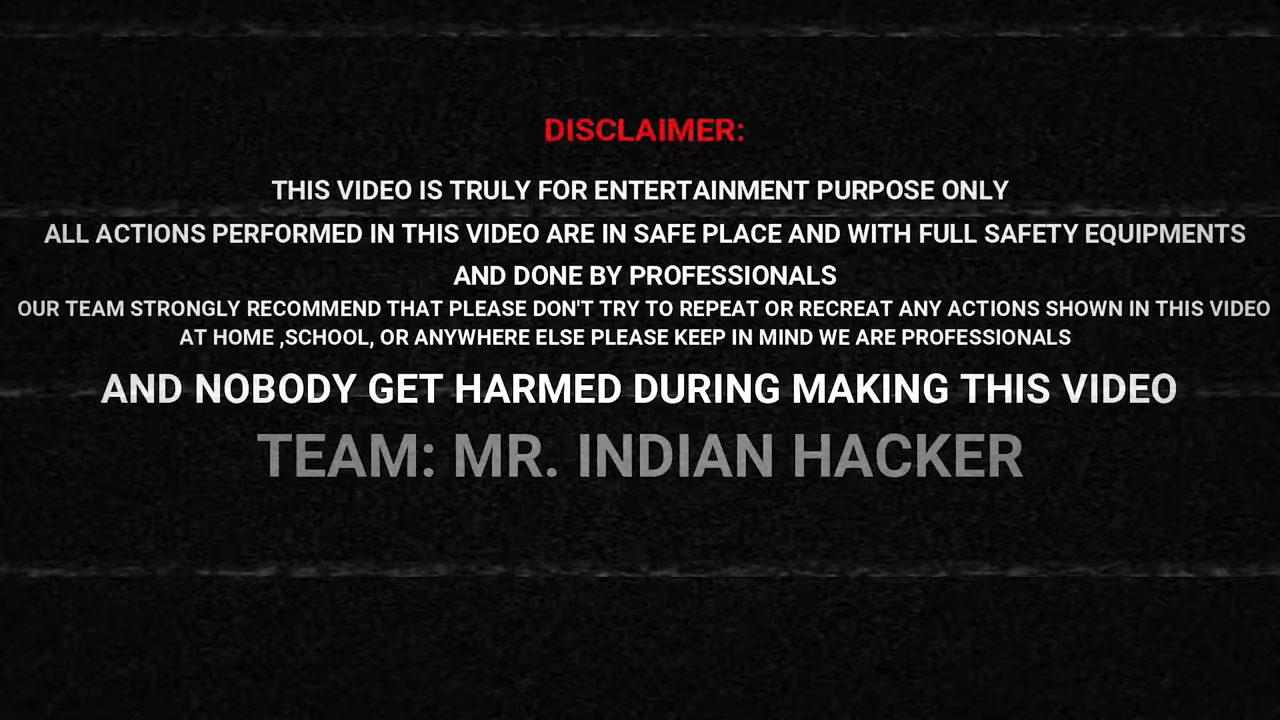 DISCLAIMER:
THIS VIDEO IS TRULY FOR ENTERTAINMENT PURPOSE ONLY
ALL ACTIONS PERFORMED IN THIS VIDEO ARE IN SAFE PLACE AND WITH FULL SAFETY EQUIPMENTS
AND DONE BY PROFESSIONALS
OUR TEAM STRONGLY RECOMMEND THAT PLEASE DON'T TRY TO REPEAT OR RECREAT ANY ACTIONS SHOWN IN THIS VIDEO
AT HOME ,SCHOOL, OR ANYWHERE ELSE PLEASE KEEP IN MIND WE ARE PROFESSIONALS
AND NOBODY GET HARMED DURING MAKING THIS VIDEO
TEAM: MR. INDIAN HACKER